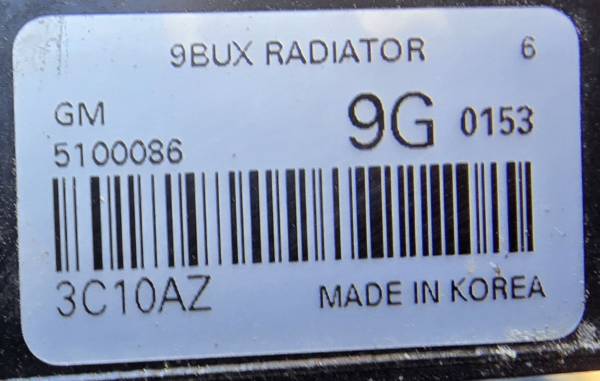 9BUX RADIATOR 6
GM 9G 0153
5100086
3C10AZ MADE IN KOREA